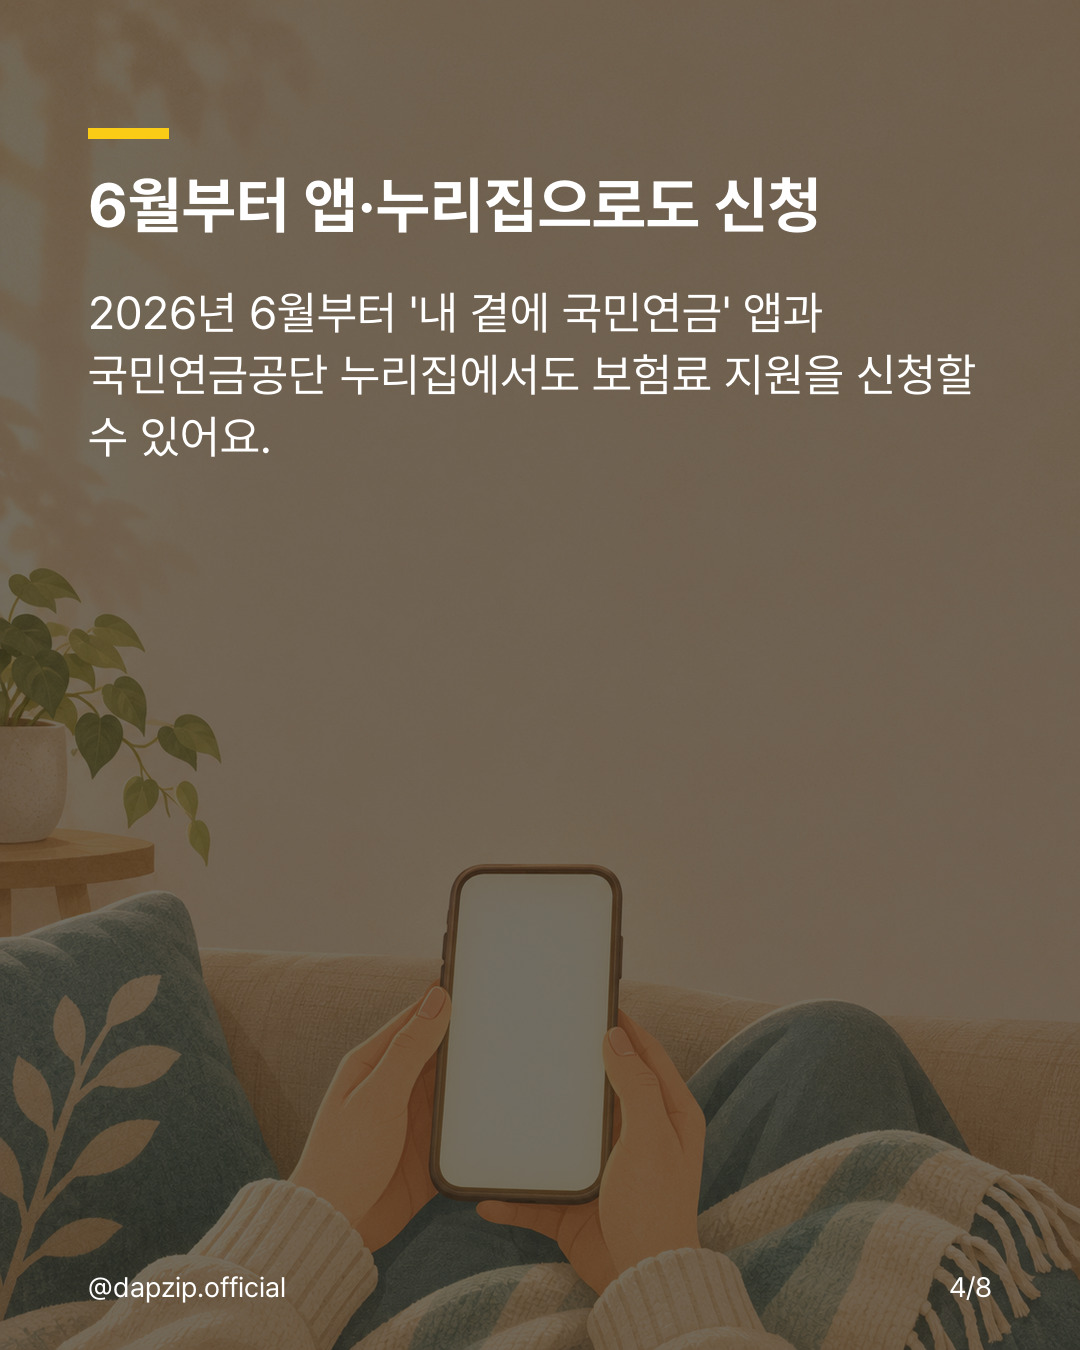 6월부터 앱·누리집으로도 신청
2026년 6월부터 '내 곁에 국민연금' 앱과
국민연금공단 누리집에서도 보험료 지원을 신청할
수 있어요.
@dapzip.official
4/8